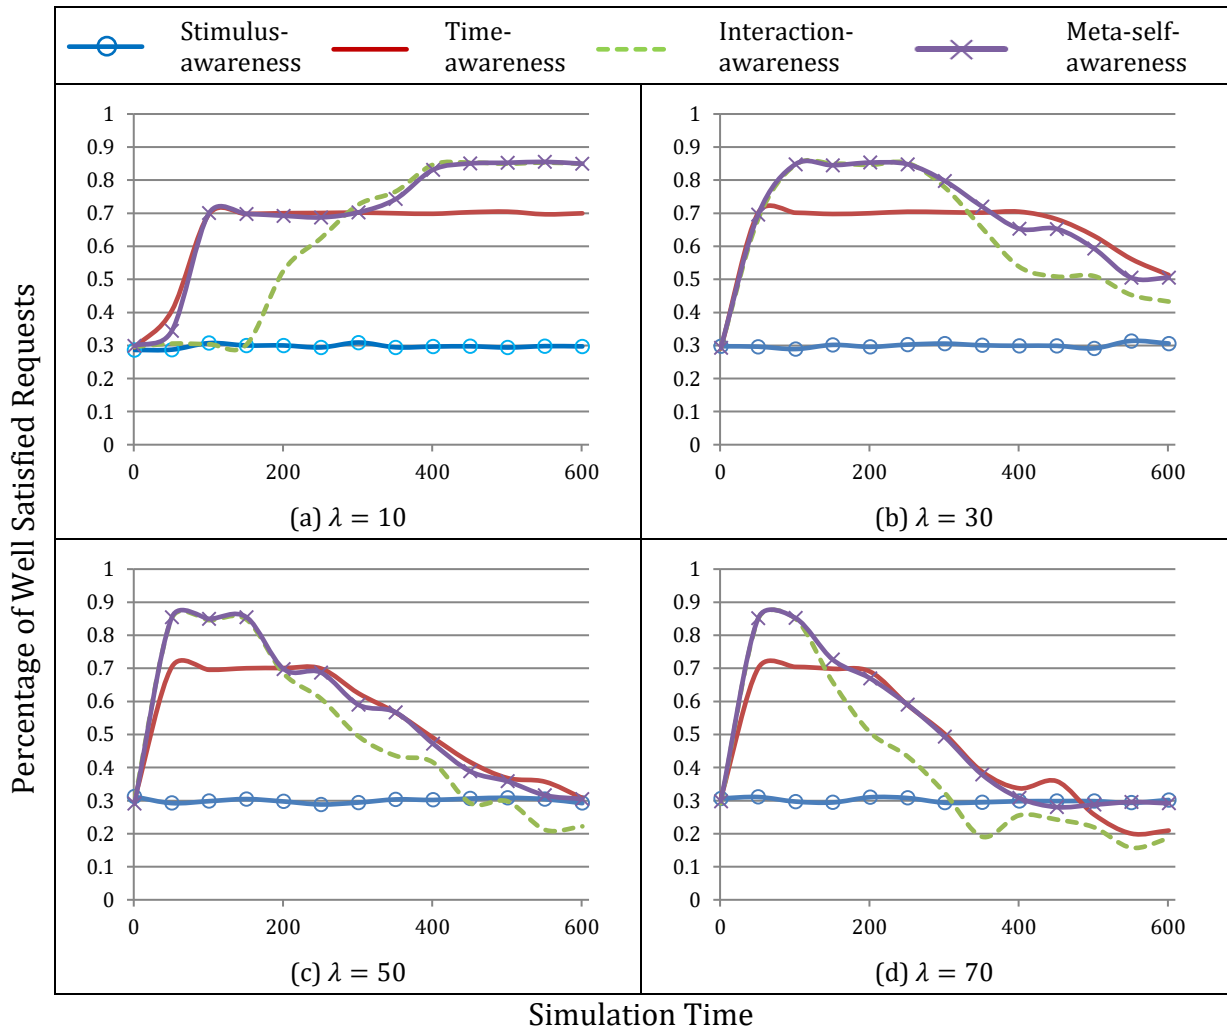 Stimulus-
awareness
Time-
awareness
Interaction-
awareness
Meta-self-
awareness
Percentage of Well Satisfied Requests
1
0.9
0.8
0.7
0.6
0.5
0.4
0.3
0.2
0.1
0
0 200 400 600
(a) λ = 10
1
0.9
0.8
0.7
0.6
0.5
0.4
0.3
0.2
0.1
0
0 200 400 600
(b) λ = 30
1
0.9
0.8
0.7
0.6
0.5
0.4
0.3
0.2
0.1
0
0 200 400 600
(c) λ = 50
1
0.9
0.8
0.7
0.6
0.5
0.4
0.3
0.2
0.1
0
0 200 400 600
(d) λ = 70
Simulation Time